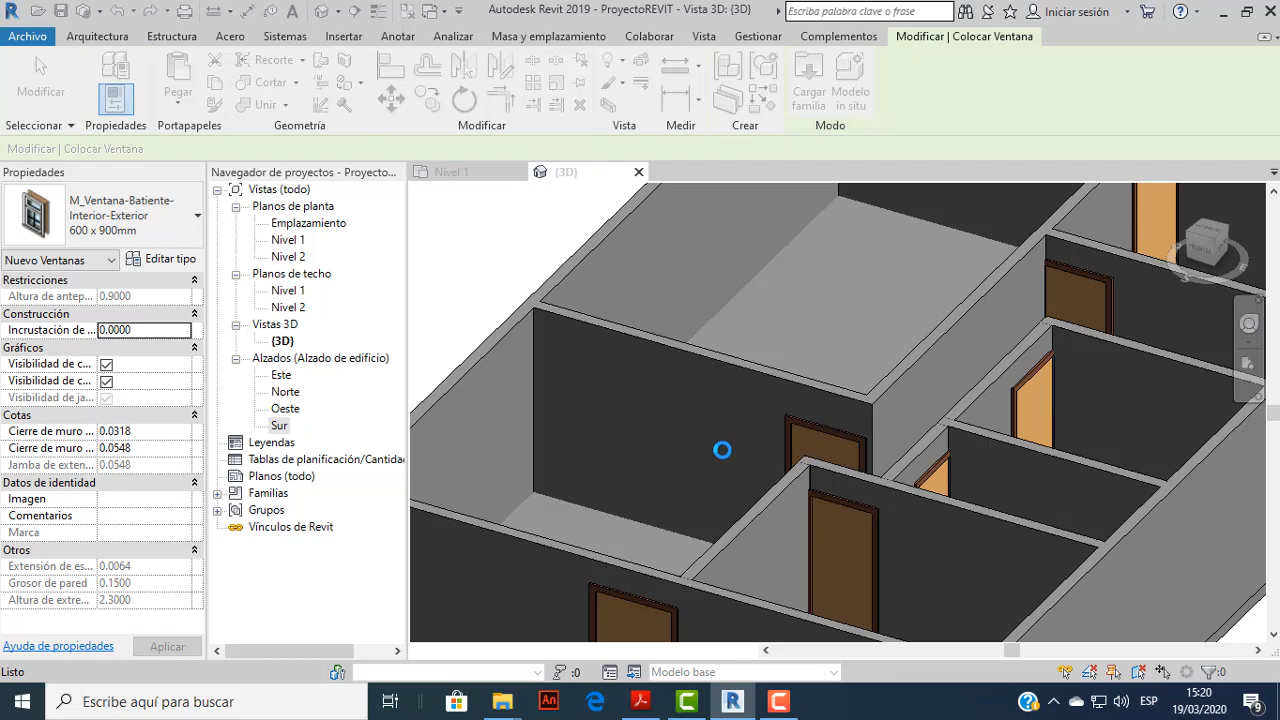 Autodesk Revit 2019 - ProyectoREVIT - Vista 3D: {3D}
Escriba palabra clave o frase
Iniciar sesión
Archivo Arquitectura Estructura Acero Sistemas Insertar Anotar Analizar Masa y emplazamiento Colaborar Vista Gestionar Complementos Modificar | Colocar Ventana
Modificar
Pegar
Recorte
Cortar
Unir
Cargar familia
Modelo in situ
Seleccionar Propiedades Portapapeles Geometría Modificar Vista Medir Crear Modo
Modificar | Colocar Ventana
Propiedades
M_Ventana-Batiente-
Interior-Exterior
600 x 900mm
Nuevo Ventanas
Editar tipo
Restricciones
Altura de antep... 0.9000
Construcción
Incrustación de ... 0.0000
Gráficos
Visibilidad de c...
Visibilidad de c...
Visibilidad de ja...
Cotas
Cierre de muro ... 0.0318
Cierre de muro ... 0.0548
Jamba de exten... 0.0548
Datos de identidad
Imagen
Comentarios
Marca
Otros
Extensión de es... 0.0064
Grosor de pared 0.1500
Altura de extre... 2.3000
Ayuda de propiedades
Aplicar
Navegador de proyectos - Proyecto...
Vistas (todo)
Planos de planta
Emplazamiento
Nivel 1
Nivel 2
Planos de techo
Nivel 1
Nivel 2
Vistas 3D
{3D}
Alzados (Alzado de edificio)
Este
Norte
Oeste
Sur
Leyendas
Tablas de planificación/Cantida
Planos (todo)
Familias
Grupos
Vínculos de Revit
Nivel 1
{3D}
Listo
:0
Modelo base
:0
Escribe aquí para buscar
ESP
15:20
19/03/2020